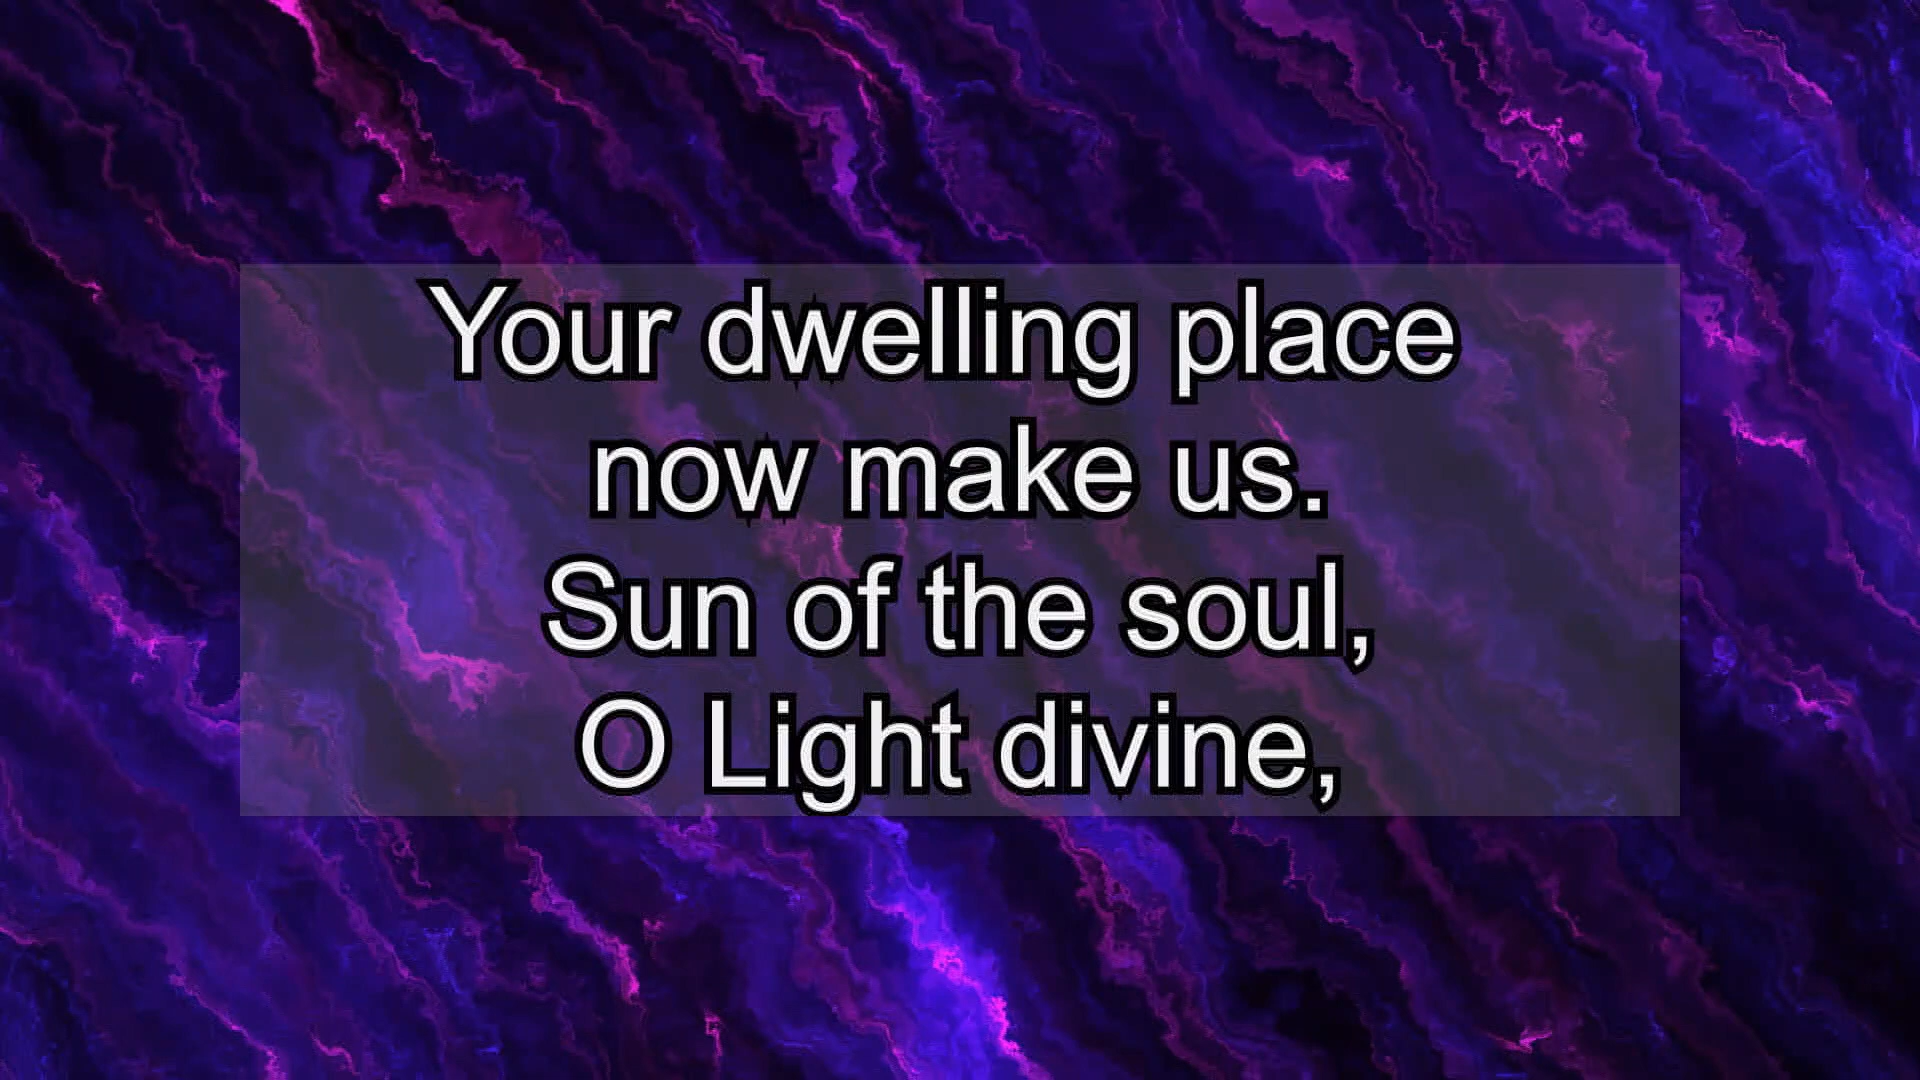 Your dwelling place
now make us.
Sun of the soul,
O Light divine,